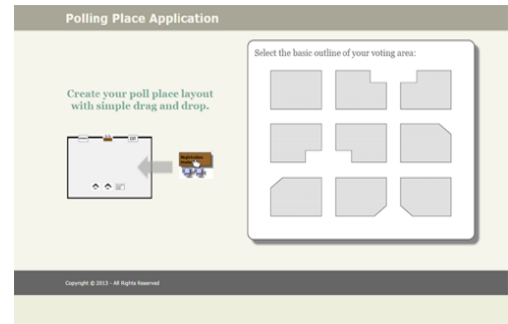 Polling Place Application
Select the basic outline of your voting area:
Create your poll place layout
with simple drag and drop.
Registration
Copyright © 2013 - All Rights Reserved